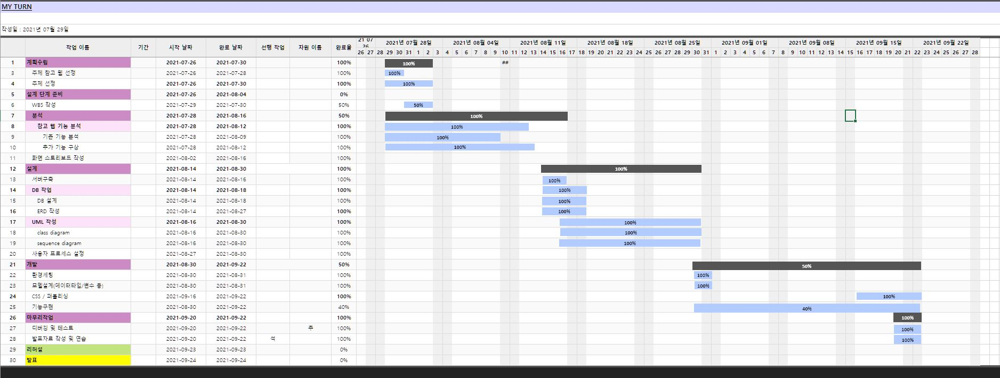 MY TURN
작성일 : 2021년 07월 29일
작업 이름 기간 시작 날짜 완료 날짜 선행 작업 자원 이름 완료율 21 07 26 2021년 07월 28일 2021년 08월 04일 2021년 08월 11일 2021년 08월 18일 2021년 08월 25일 2021년 09월 01일 2021년 09월 08일 2021년 09월 15일 2021년 09월 22일
26 27 28 29 30 31 1 2 3 4 5 6 7 8 9 10 11 12 13 14 15 16 17 18 19 20 21 22 23 24 25 26 27 28 29 30 31 1 2 3 4 5 6 7 8 9 10 11 12 13 14 15 16 17 18 19 20 21 22 23 24 25 26 27 28
1 계획수립 2021-07-26 2021-07-30 100% 100% ##
3 주제 참고 웹 선정 2021-07-26 2021-07-28 100% 100%
4 주제 선정 2021-07-26 2021-07-30 100% 100%
5 설계 단계 준비 2021-07-26 2021-08-04 0%
6 WBS 작성 2021-07-29 2021-07-30 50% 50%
7 분석 2021-07-28 2021-08-16 50% 100%
8 참고 웹 기능 분석 2021-07-28 2021-08-12 100% 100%
9 기존 기능 분석 2021-07-28 2021-08-09 100% 100%
10 추가 기능 구상 2021-07-28 2021-08-12 100% 100%
11 화면 스토리보드 작성 2021-08-02 2021-08-16 100%
12 설계 2021-08-14 2021-08-30 100% 100%
13 서버구축 2021-08-14 2021-08-16 100% 100%
14 DB 작업 2021-08-14 2021-08-18 100% 100%
15 DB 설계 2021-08-14 2021-08-18 100% 100%
16 ERD 작성 2021-08-14 2021-08-27 100% 100%
17 UML 작성 2021-08-16 2021-08-30 100% 100%
18 class diagram 2021-08-16 2021-08-30 100% 100%
19 sequence diagram 2021-08-16 2021-08-30 100% 100%
20 사용자 프로세스 설정 2021-08-27 2021-08-30 100%
21 개발 2021-08-30 2021-09-22 50% 50%
22 환경세팅 2021-08-30 2021-08-31 100% 100%
23 모델설계(데이터타입/변수 등) 2021-08-30 2021-08-31 100% 100%
24 CSS / 퍼블리싱 2021-09-16 2021-09-22 100% 100%
25 기능구현 2021-08-30 2021-09-22 40% 40%
26 마무리작업 2021-09-20 2021-09-22 100% 100%
27 디버깅 및 테스트 2021-09-20 2021-09-22 추 100% 100%
28 발표자료 작성 및 연습 2021-09-20 2021-09-22 석 100% 100%
29 리허설 2021-09-23 2021-09-23 0%
30 발표 2021-09-24 2021-09-24 0%